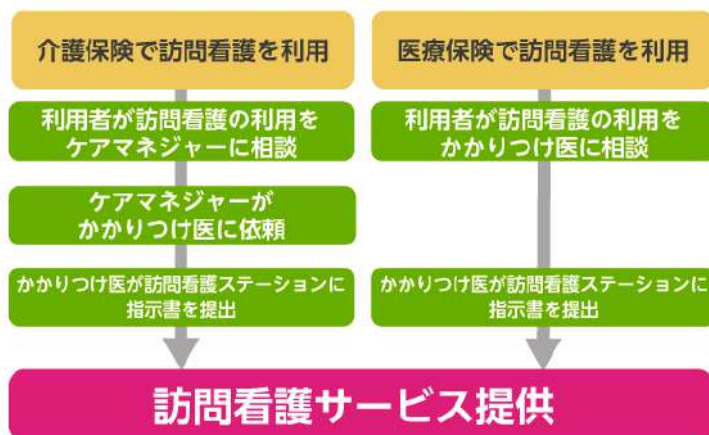 介護保険で訪問看護を利用
利用者が訪問看護の利用を
ケアマネジャーに相談
ケアマネジャーが
かかりつけ医に依頼
かかりつけ医が訪問看護ステーションに
指示書を提出
医療保険で訪問看護を利用
利用者が訪問看護の利用を
かかりつけ医に相談
かかりつけ医が訪問看護ステーションに
指示書を提出
訪問看護サービス提供